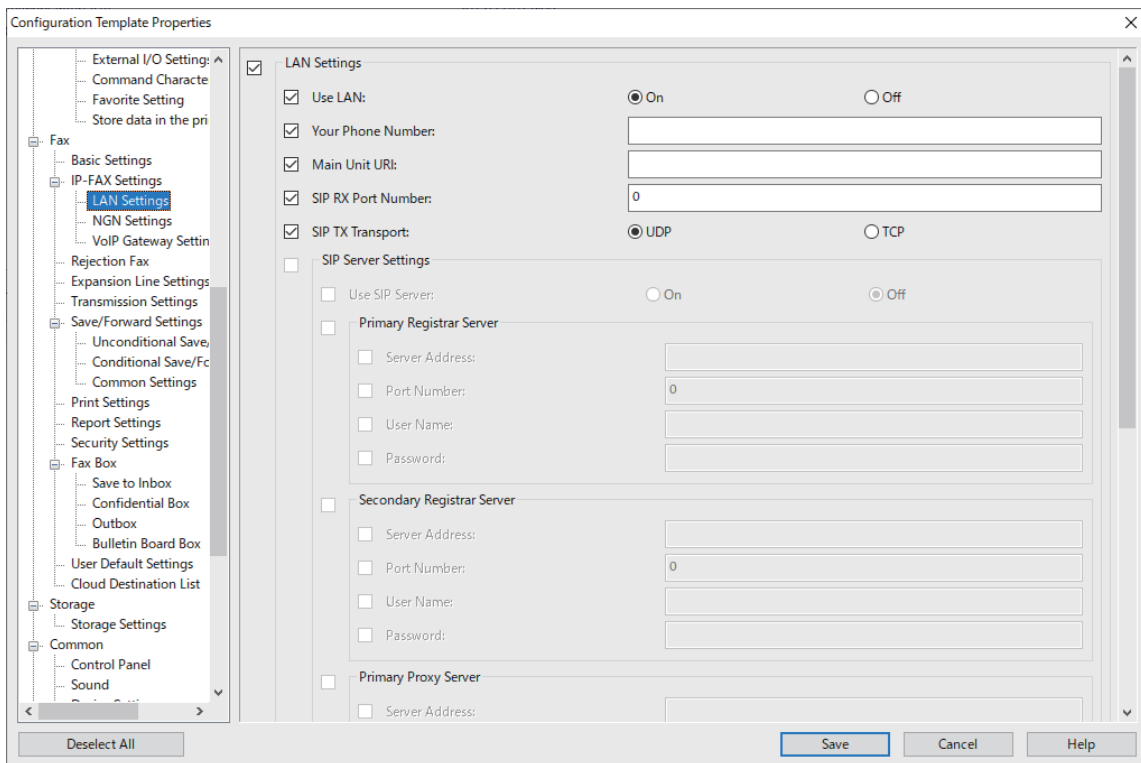 Configuration Template Properties
External I/O Setting
Command Characte
Favorite Setting
Store data in the pri
Fax
Basic Settings
IP-FAX Settings
LAN Settings
NGN Settings
VoIP Gateway Settin
Rejection Fax
Expansion Line Settings
Transmission Settings
Save/Forward Settings
Unconditional Save/
Conditional Save/Fo
Common Settings
Print Settings
Report Settings
Security Settings
Fax Box
Save to Inbox
Confidential Box
Outbox
Bulletin Board Box
User Default Settings
Cloud Destination List
Storage
Storage Settings
Common
Control Panel
Sound
LAN Settings
Use LAN: On Off
Your Phone Number:
Main Unit URI:
SIP RX Port Number: 0
SIP TX Transport: UDP TCP
SIP Server Settings
Use SIP Server: On Off
Primary Registrar Server
Server Address:
Port Number: 0
User Name:
Password:
Secondary Registrar Server
Server Address:
Port Number: 0
User Name:
Password:
Primary Proxy Server
Server Address:
Deselect All Save Cancel Help